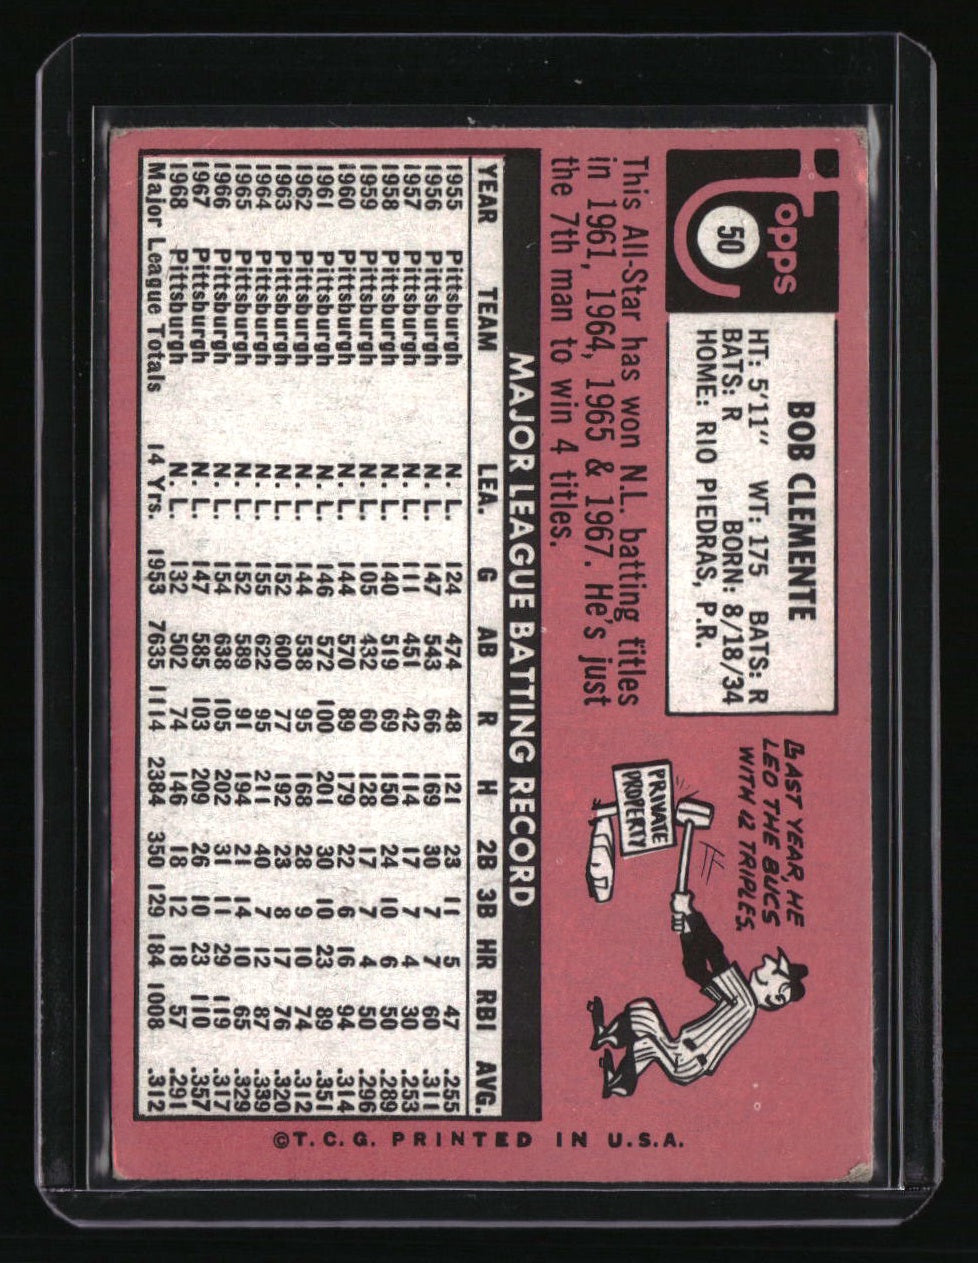 topps
50
BOB CLEMENTE
HT: 5'11" WT: 175 BATS: R
BATS: R BORN: 8/18/34
HOME: RIO PIEDRAS, P.R.
LAST YEAR, HE
LED THE BUCS
WITH 12 TRIPLES.
PRIVATE
PROPERTY
This All-Star has won N.L. batting titles
in 1961, 1964, 1965 & 1967. He's just
the 7th man to win 4 titles.
MAJOR LEAGUE BATTING RECORD
YEAR TEAM LEA. G AB R H 2B 3B HR RBI AVG.
1955 Pittsburgh N. L. 124 474 48 121 23 11 5 47 .255
1956 Pittsburgh N. L. 147 543 66 169 30 7 7 60 .311
1957 Pittsburgh N. L. 111 451 42 114 17 7 4 30 .253
1958 Pittsburgh N. L. 140 519 69 150 24 10 6 50 .289
1959 Pittsburgh N. L. 105 432 60 128 17 7 4 50 .296
1960 Pittsburgh N. L. 144 570 89 179 22 6 16 94 .314
1961 Pittsburgh N. L. 146 572 100 201 30 10 23 89 .351
1962 Pittsburgh N. L. 144 538 95 168 28 9 10 74 .312
1963 Pittsburgh N. L. 152 600 77 192 23 8 17 76 .320
1964 Pittsburgh N. L. 155 622 95 211 40 7 12 87 .339
1965 Pittsburgh N. L. 152 589 91 194 21 14 10 65 .329
1966 Pittsburgh N. L. 154 638 105 202 31 11 29 119 .317
1967 Pittsburgh N. L. 147 585 103 209 26 10 23 110 .357
1968 Pittsburgh N. L. 132 502 74 146 18 12 18 57 .291
Major League Totals 14 Yrs. 1953 7635 1114 2384 350 129 184 1008 .312
©T.C.G. PRINTED IN U.S.A.